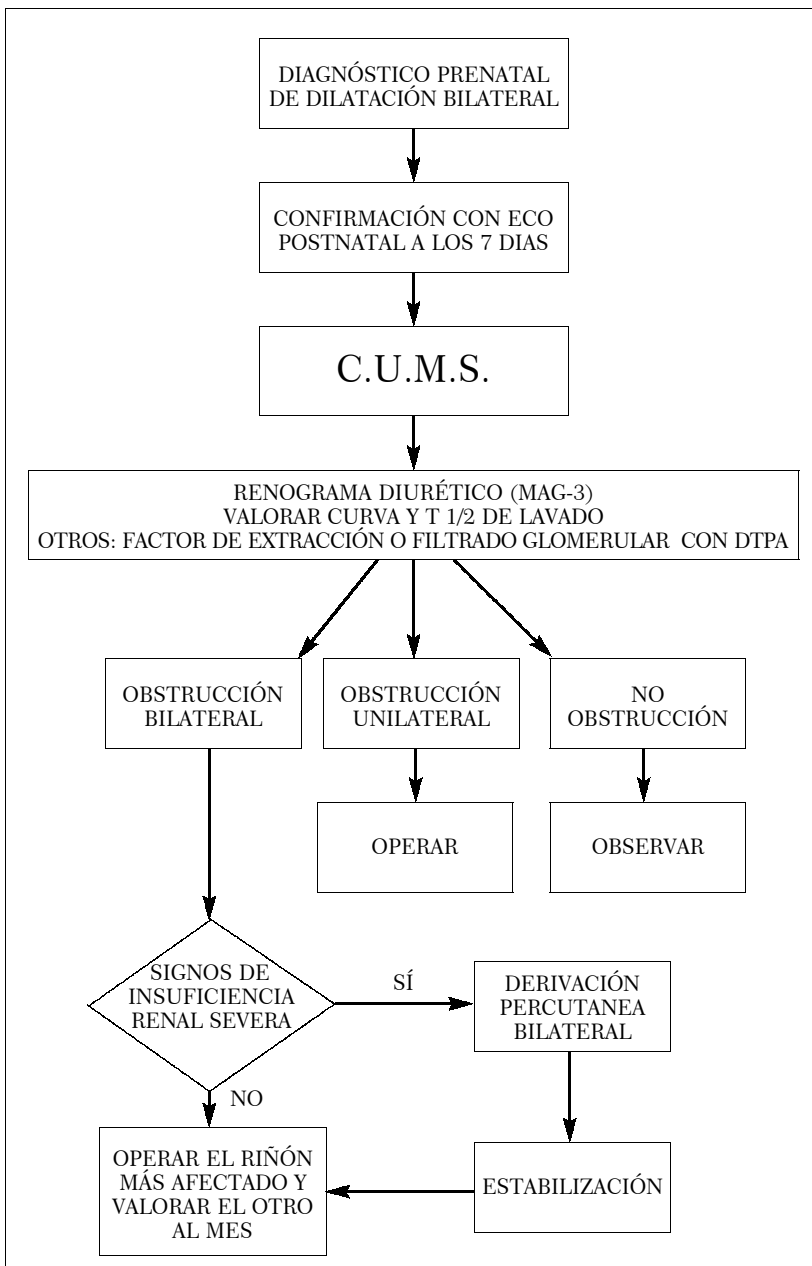 DIAGNÓSTICO PRENATAL
DE DILATACIÓN BILATERAL
CONFIRMACIÓN CON ECO
POSTNATAL A LOS 7 DIAS
C.U.M.S.
RENOGRAMA DIURÉTICO (MAG-3)
VALORAR CURVA Y T 1/2 DE LAVADO
OTROS: FACTOR DE EXTRACCIÓN O FILTRADO GLOMERULAR CON DTPA
OBSTRUCCIÓN
BILATERAL
OBSTRUCCIÓN
UNILATERAL
NO
OBSTRUCCIÓN
OPERAR
OBSERVAR
SIGNOS DE
INSUFICIENCIA
RENAL SEVERA
SÍ
DERIVACIÓN
PERCUTANEA
BILATERAL
NO
OPERAR EL RIÑÓN
MÁS AFECTADO Y
VALORAR EL OTRO
AL MES
ESTABILIZACIÓN